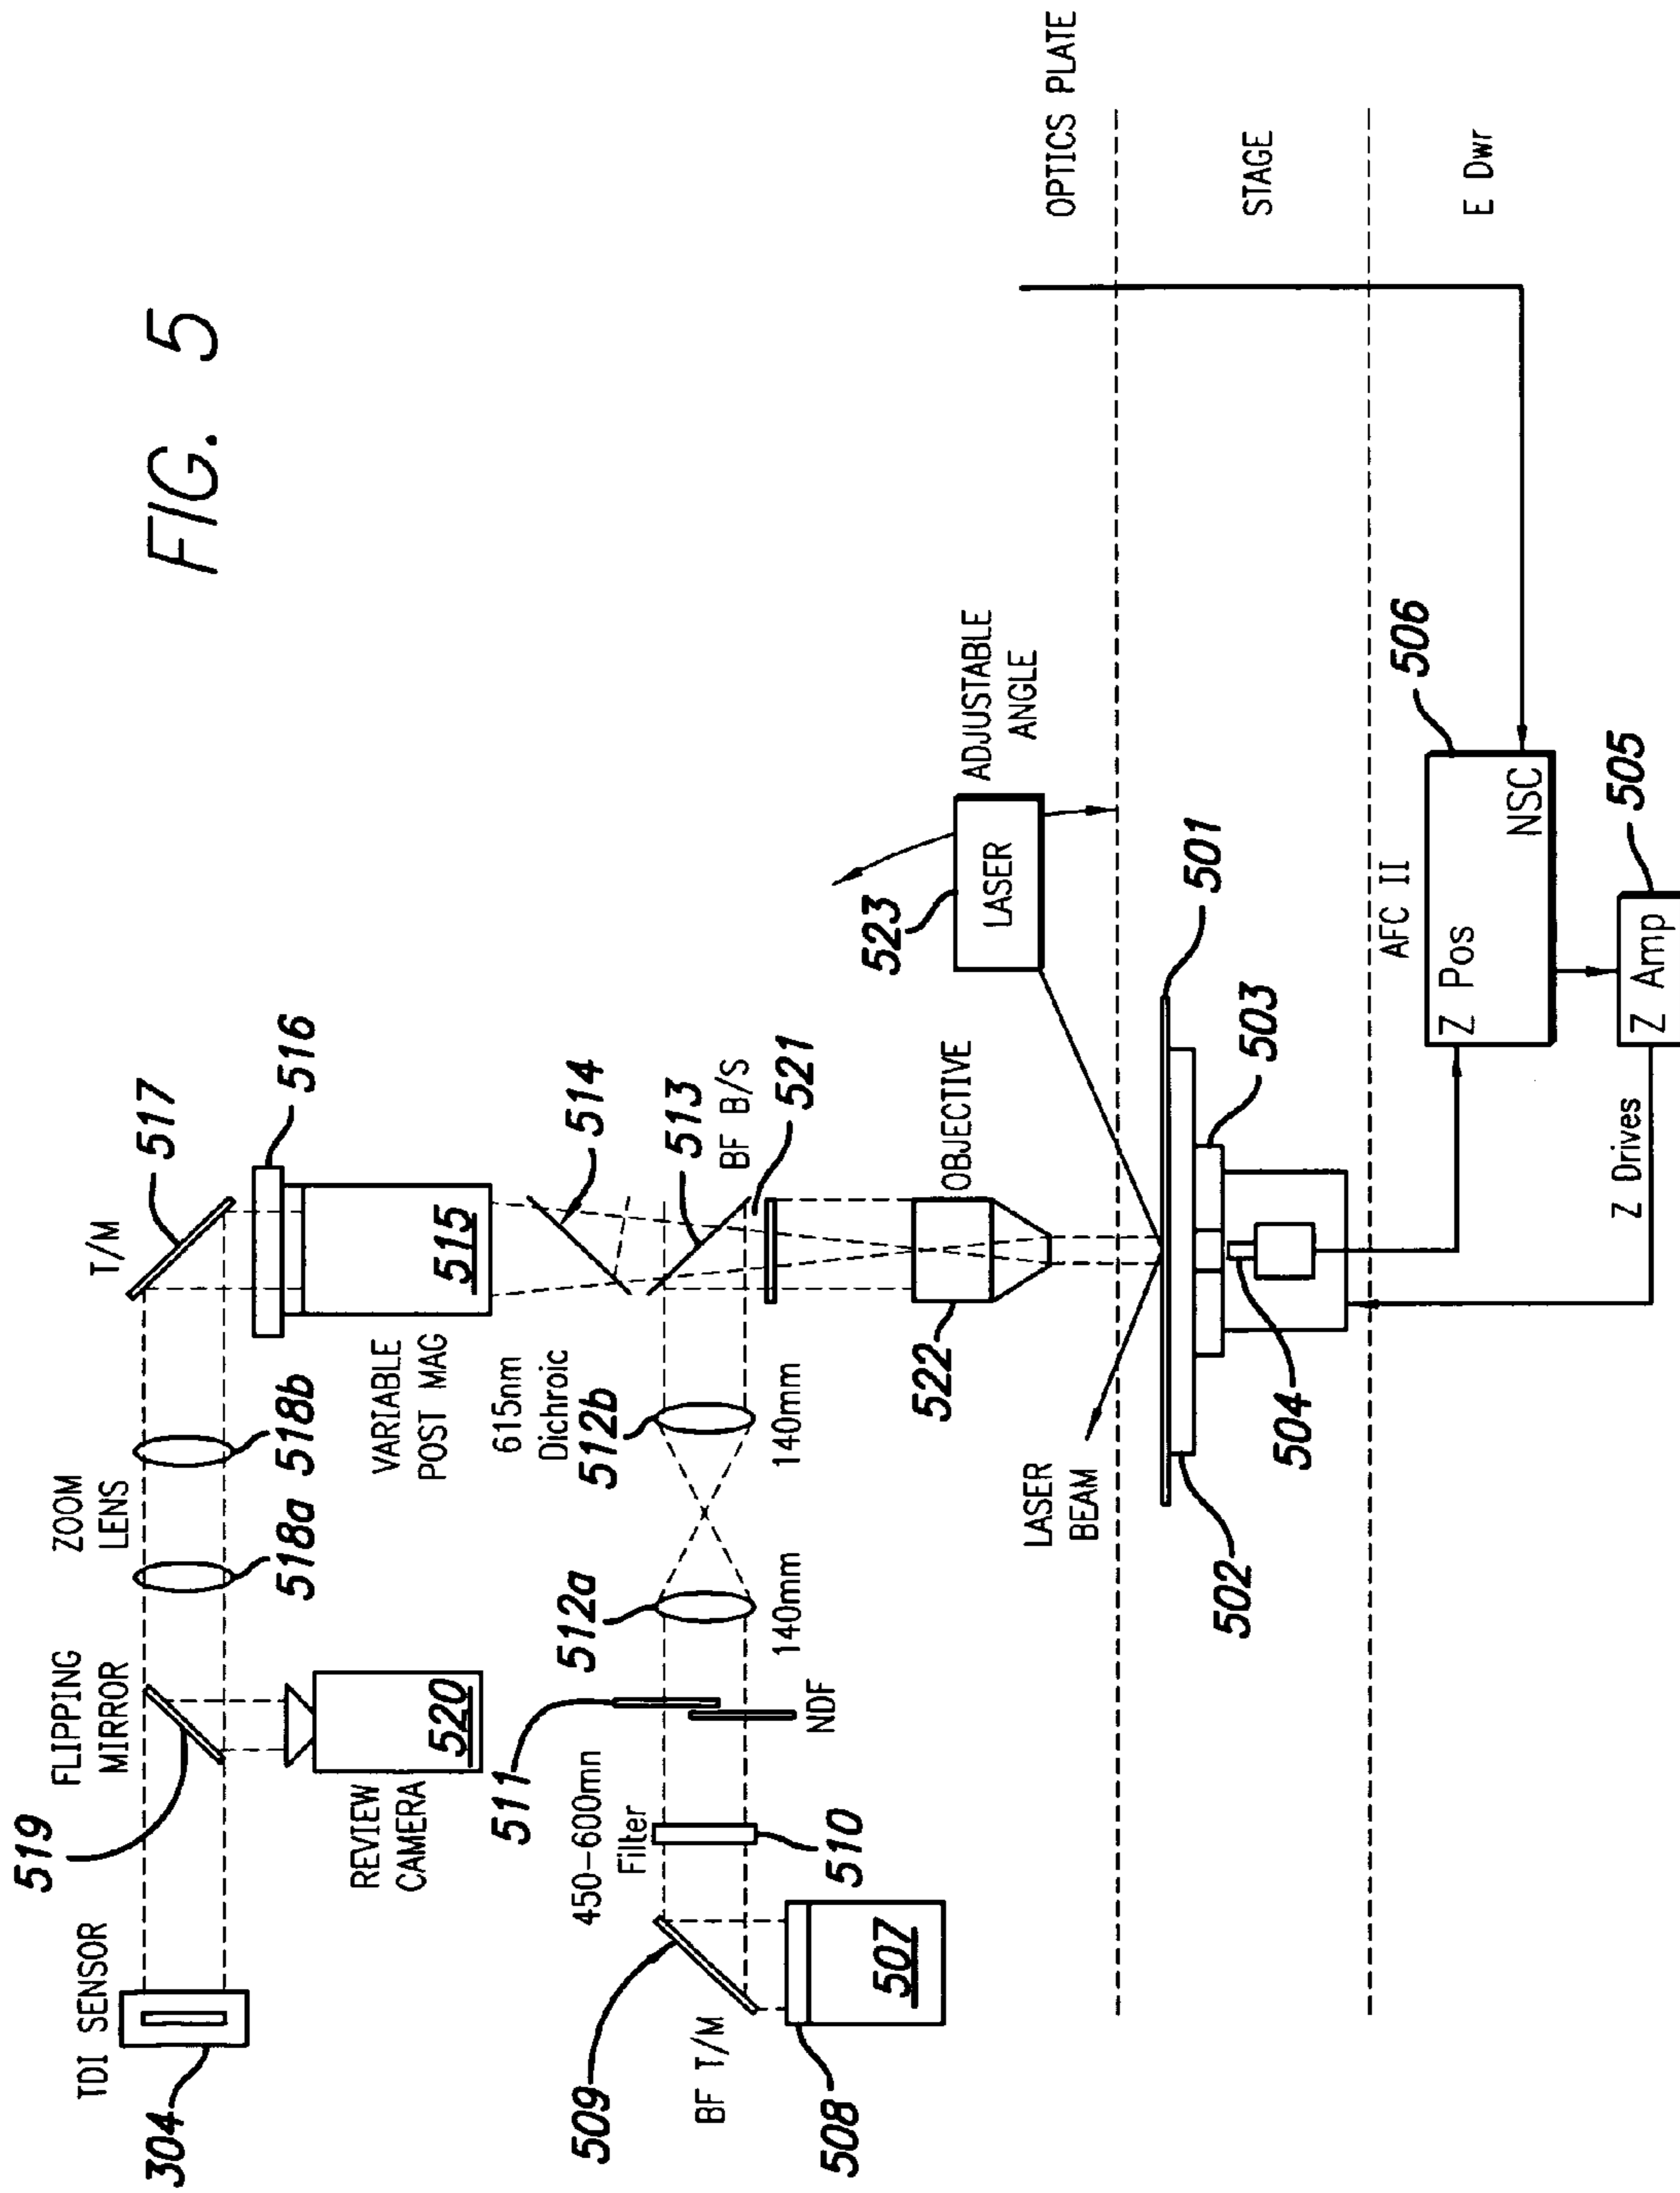 FIG. 5
304
TDI SENSOR
519
FLIPPING
MIRROR
ZOOM
LENS
518a
518b
T/M
517
516
REVIEW
CAMERA
520
VARIABLE
POST MAG
515
514
615nm
Dichroic
513
BF B/S
521
509
BF T/M
508
507
450-600mn
Filter
510
511
NDF
512a
140mm
512b
140mm
OBJECTIVE
522
523
LASER
ADJUSTABLE
ANGLE
LASER
BEAM
OPTICS PLATE
501
502
503
504
STAGE
AFC II
506
Z Pos
NSC
E Dwr
Z Drives
Z Amp
505